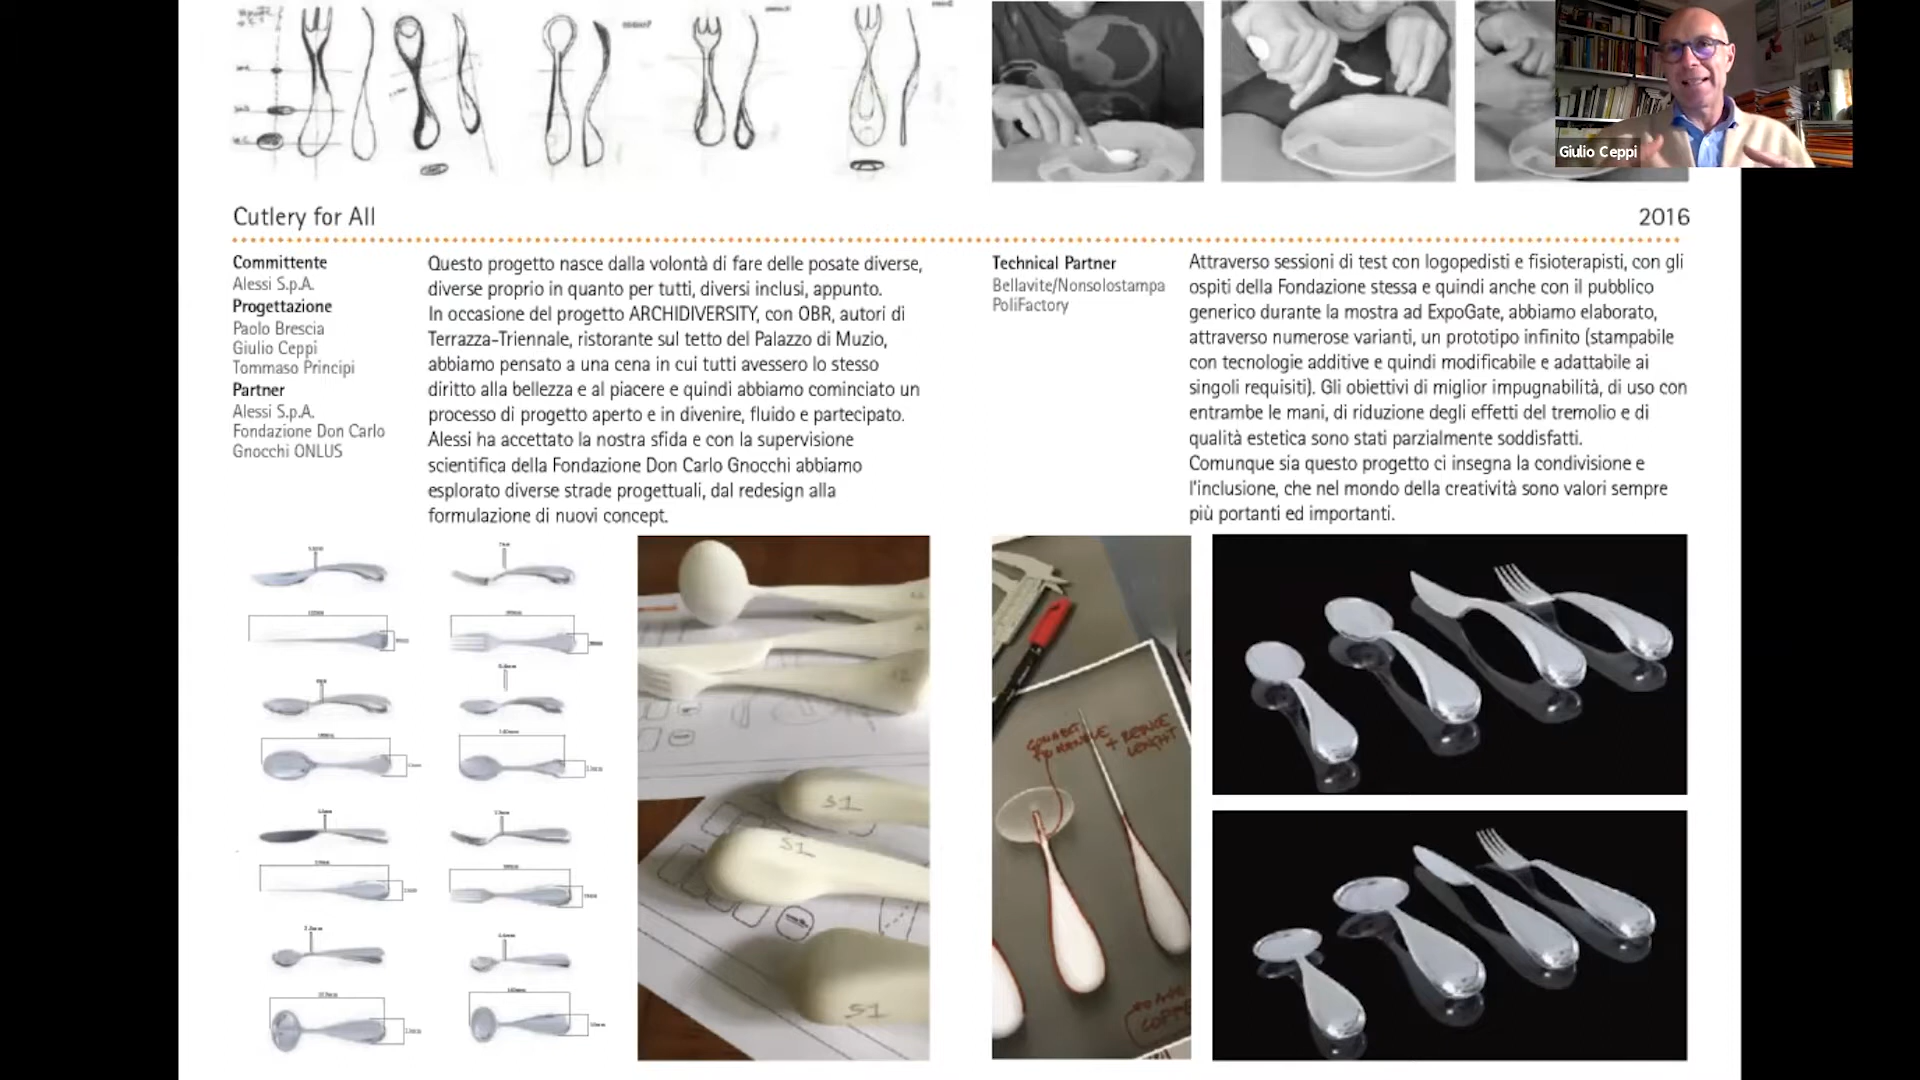 Giulio Ceppi
Cutlery for All
2016
Committente
Alessi S.p.A.
Progettazione
Paolo Brescia
Giulio Ceppi
Tommaso Principi
Partner
Alessi S.p.A.
Fondazione Don Carlo
Gnocchi ONLUS
Questo progetto nasce dalla volontà di fare delle posate diverse,
diverse proprio in quanto per tutti, diversi inclusi, appunto.
In occasione del progetto ARCHIDIVERSITY, con OBR, autori di
Terrazza-Triennale, ristorante sul tetto del Palazzo di Muzio,
abbiamo pensato a una cena in cui tutti avessero lo stesso
diritto alla bellezza e al piacere e quindi abbiamo cominciato un
processo di progetto aperto e in divenire, fluido e partecipato.
Alessi ha accettato la nostra sfida e con la supervisione
scientifica della Fondazione Don Carlo Gnocchi abbiamo
esplorato diverse strade progettuali, dal redesign alla
formulazione di nuovi concept.
Technical Partner
Bellavite/Nonsolostampa
PoliFactory
Attraverso sessioni di test con logopedisti e fisioterapisti, con gli
ospiti della Fondazione stessa e quindi anche con il pubblico
generico durante la mostra ad ExpoGate, abbiamo elaborato,
attraverso numerose varianti, un prototipo infinito (stampabile
con tecnologie additive e quindi modificabile e adattabile ai
singoli requisiti). Gli obiettivi di miglior impugnabilità, di uso con
entrambe le mani, di riduzione degli effetti del tremolio e di
qualità estetica sono stati parzialmente soddisfatti.
Comunque sia questo progetto ci insegna la condivisione e
l'inclusione, che nel mondo della creatività sono valori sempre
più portanti ed importanti.
S1
S1
S1
+ REDUCE
LENGHT